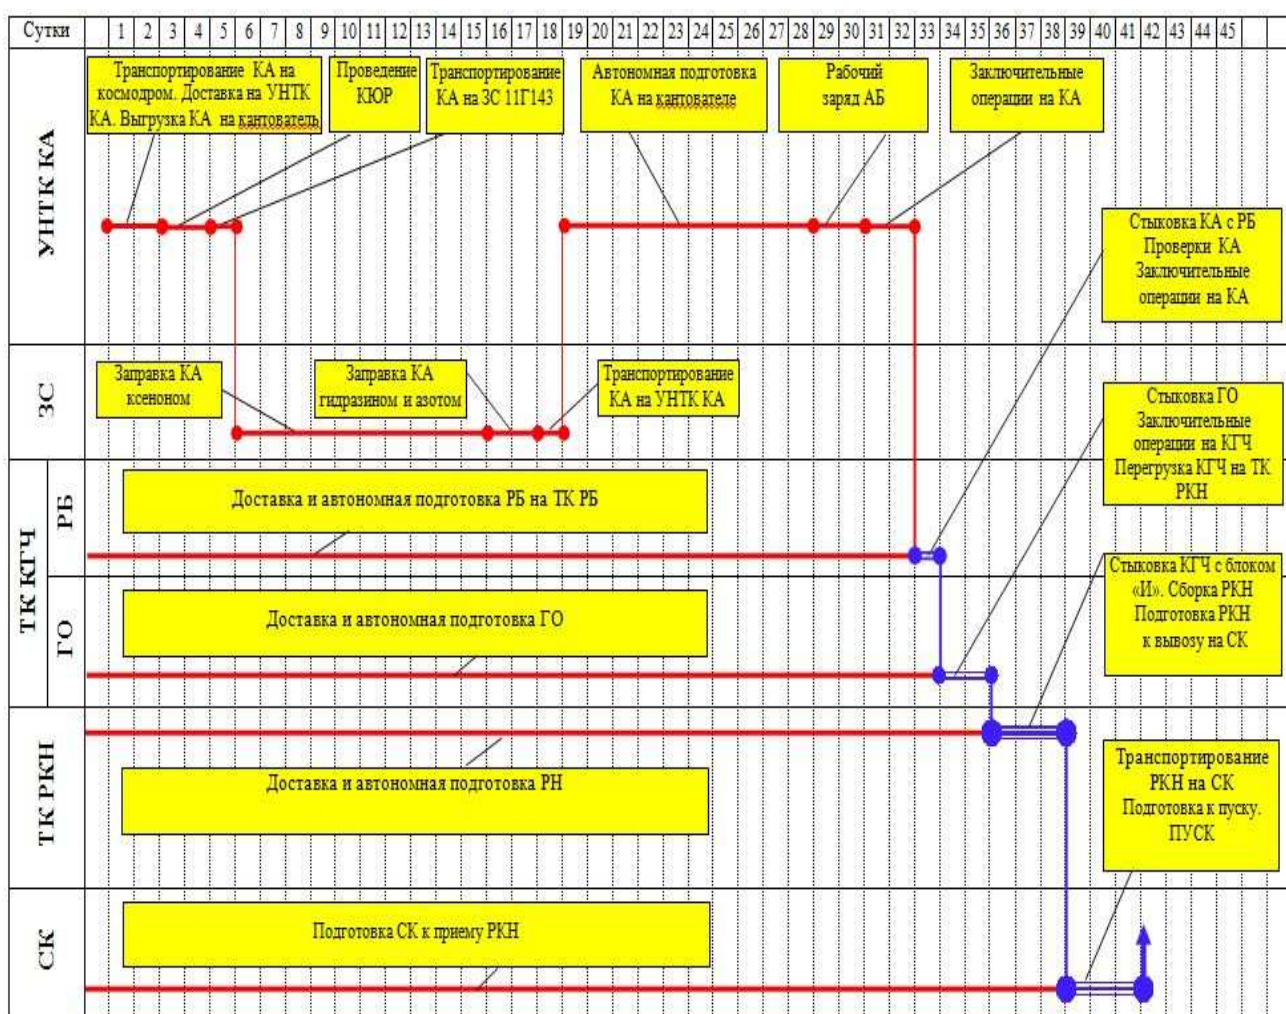 Сутки 1 2 3 4 5 6 7 8 9 10 11 12 13 14 15 16 17 18 19 20 21 22 23 24 25 26 27 28 29 30 31 32 33 34 35 36 37 38 39 40 41 42 43 44 45
УНТК КА
Транспортирование КА на
космодром. Доставка на УНТК
КА. Выгрузка КА на кантователь
Проведение
КЮР
Транспортирование
КА на ЗС 11Г143
Автономная подготовка
КА на кантователе
Рабочий
заряд АБ
Заключительные
операции на КА
Стыковка КА с РБ
Проверки КА
Заключительные
операции на КА
ЗС
Заправка КА
ксеноном
Заправка КА
гидразином и азотом
Транспортирование
КА на УНТК КА
Стыковка ГО
Заключительные
операции на КГЧ
Перегрузка КГЧ на ТК
РКН
ТК КГЧ
РБ
Доставка и автономная подготовка РБ на ТК РБ
ГО
Доставка и автономная подготовка ГО
Стыковка КГЧ с блоком
«И». Сборка РКН
Подготовка РКН
к вывозу на СК
ТК РКН
Доставка и автономная подготовка РН
Транспортирование
РКН на СК
Подготовка к пуску.
ПУСК
СК
Подготовка СК к приему РКН